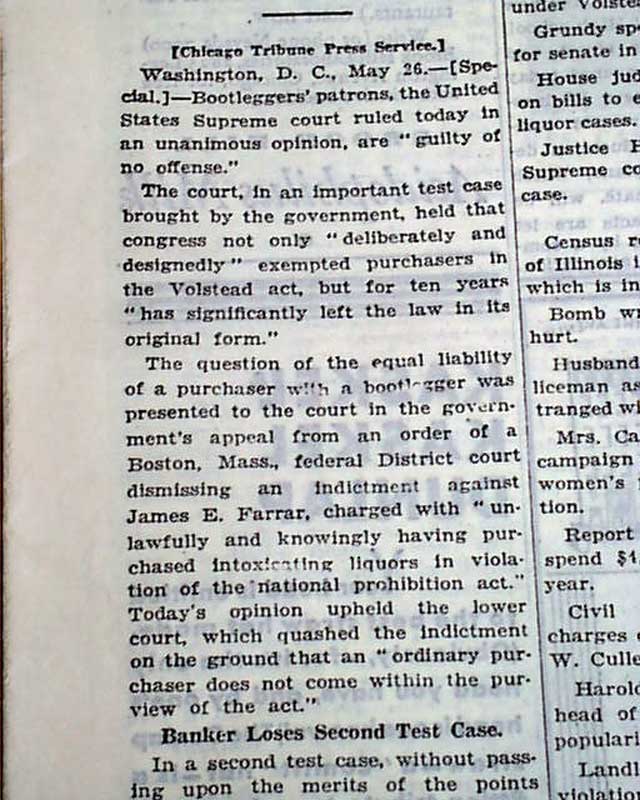 [Chicago Tribune Press Service.]
Washington, D. C., May 26.—[Spe-
cial.]—Bootleggers' patrons, the United
States Supreme court ruled today in
an unanimous opinion, are "guilty of
no offense."
The court, in an important test case
brought by the government, held that
congress not only "deliberately and
designedly" exempted purchasers in
the Volstead act, but for ten years
"has significantly left the law in its
original form."
The question of the equal liability
of a purchaser with a bootlegger was
presented to the court in the govern-
ment's appeal from an order of a
Boston, Mass., federal District court
dismissing an indictment against
James E. Farrar, charged with "un-
lawfully and knowingly having pur-
chased intoxicating liquors in viola-
tion of the national prohibition act."
Today's opinion upheld the lower
court, which quashed the indictment
on the ground that an "ordinary pur-
chaser does not come within the pur-
view of the act."
Banker Loses Second Test Case.
In a second test case, without pass-
ing upon the merits of the points
under Volste
Grundy sp
for senate in
House jud
on bills to e
liquor cases.
Justice H
Supreme co
case.
Census r
of Illinois i
which is in
Bomb w
hurt.
Husband
liceman as
tranged wi
Mrs. Ca
campaign
women's
tion.
Report
spend $1
year.
Civil
charges
W. Culle
Harold
head of
populari
Landl
violation